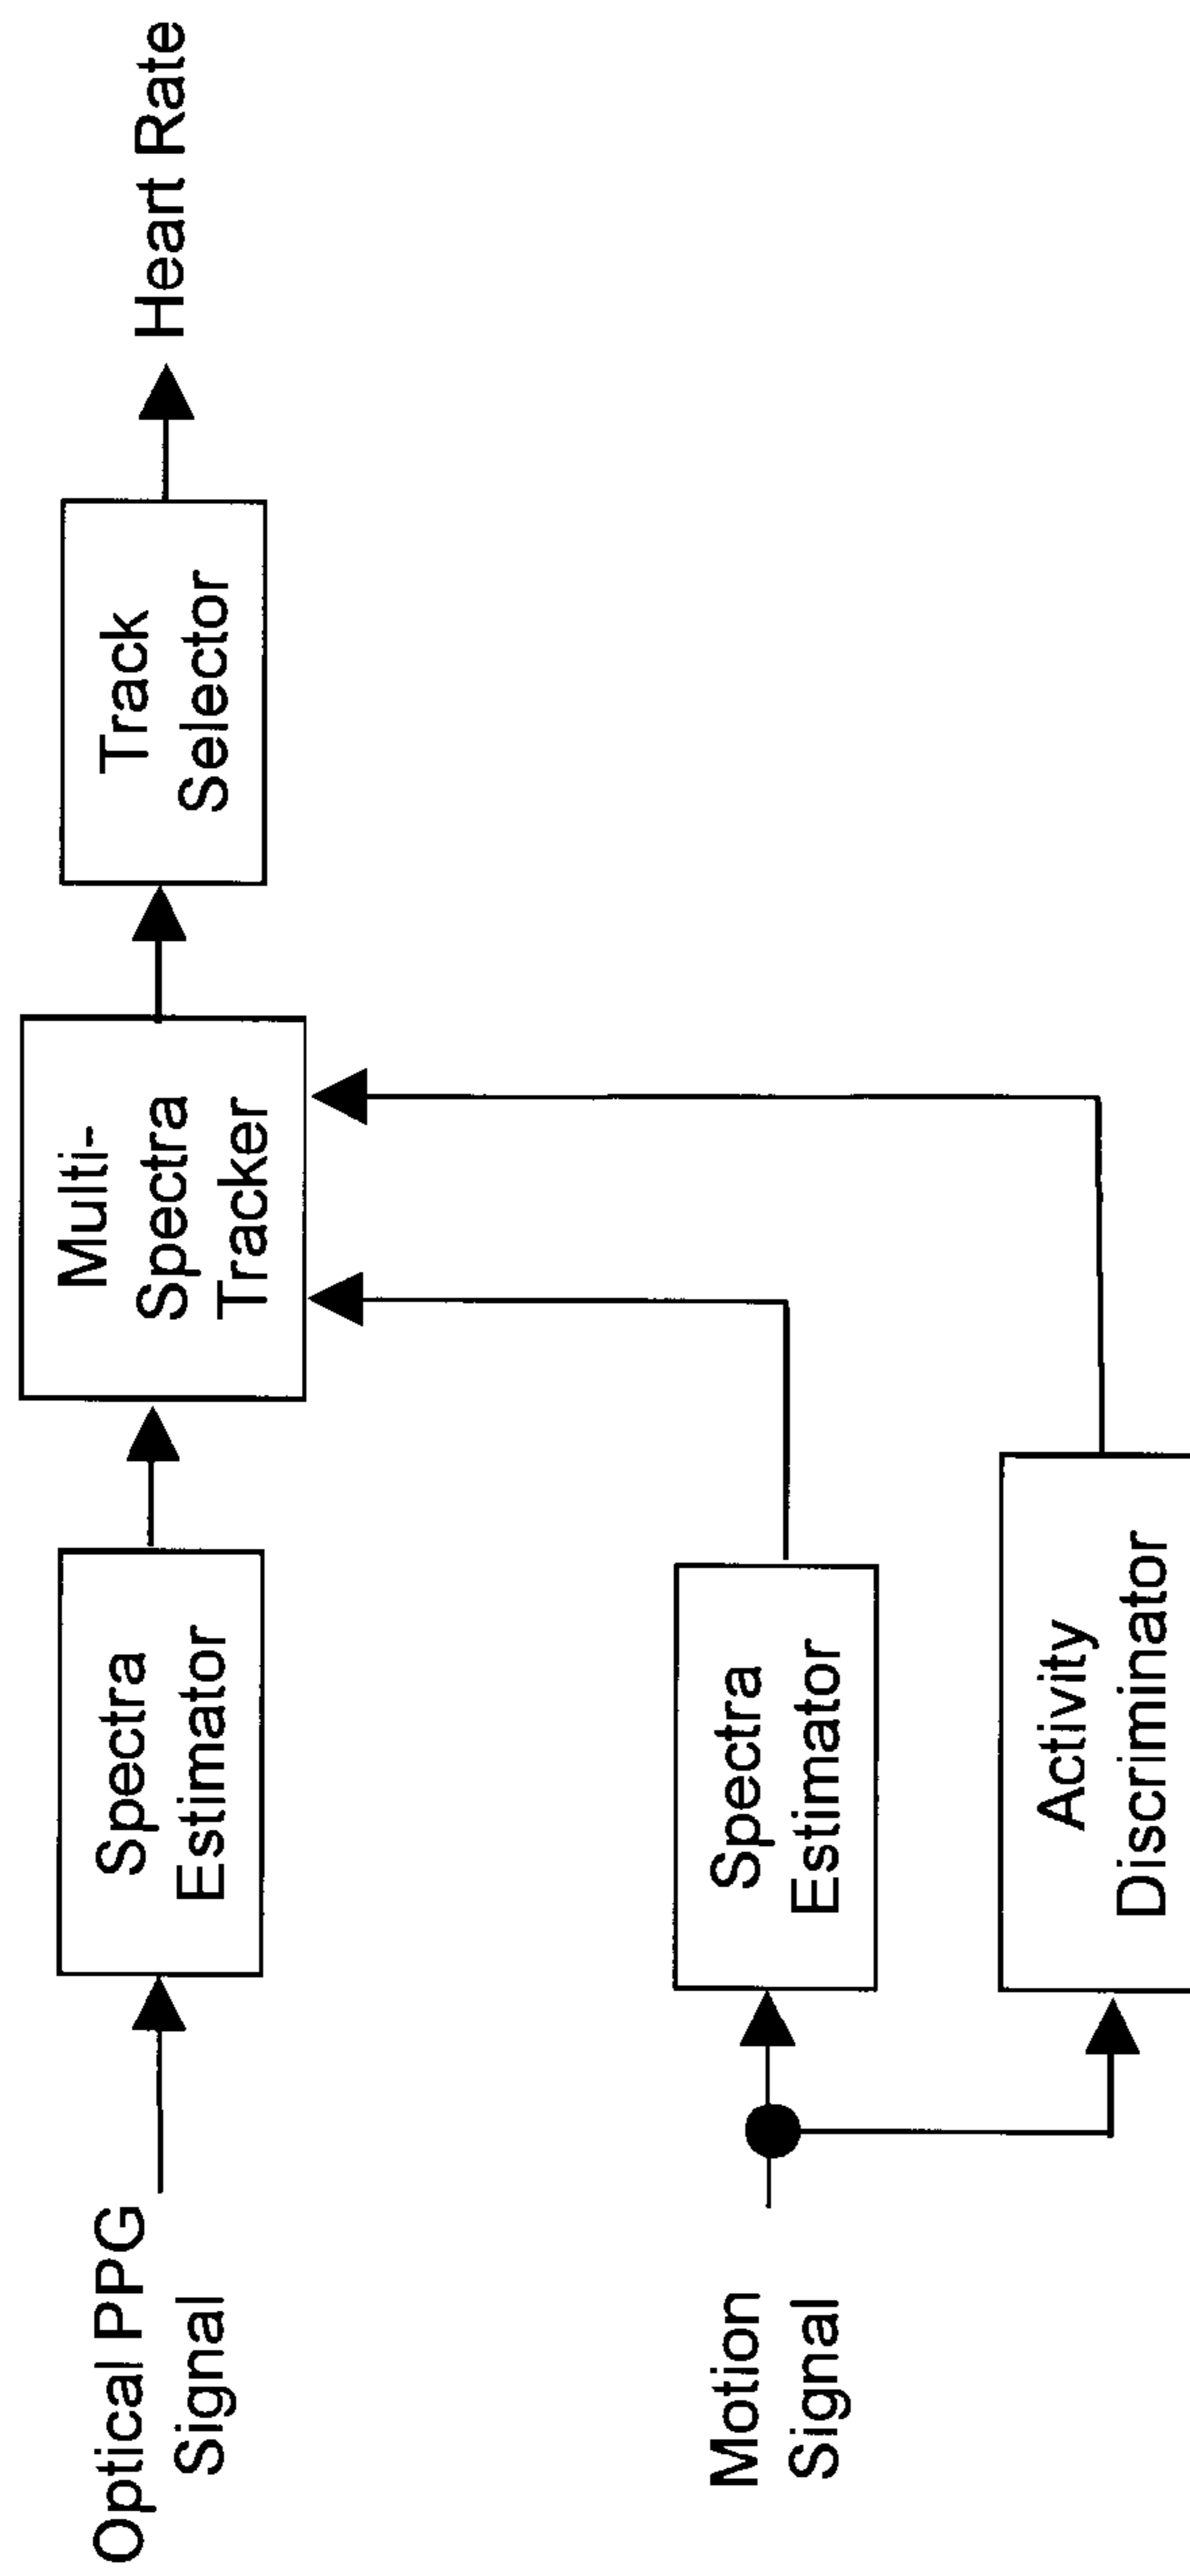 Optical PPG
Signal
Spectra
Estimator
Multi-
Spectra
Tracker
Track
Selector
Heart Rate
Motion
Signal
Spectra
Estimator
Activity
Discriminator